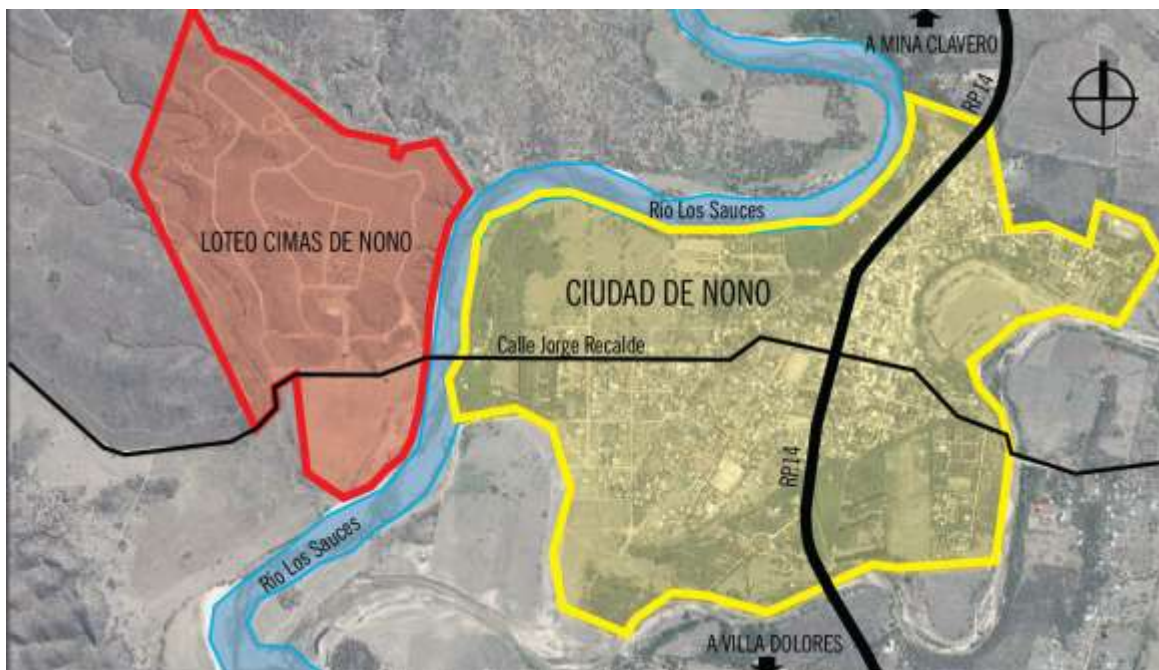 A MINA CLAVERO
RP14
Río Los Sauces
LOTEO CIMAS DE NONO
CIUDAD DE NONO
Calle Jorge Recalde
RP14
Río Los Sauces
A VILLA DOLORES